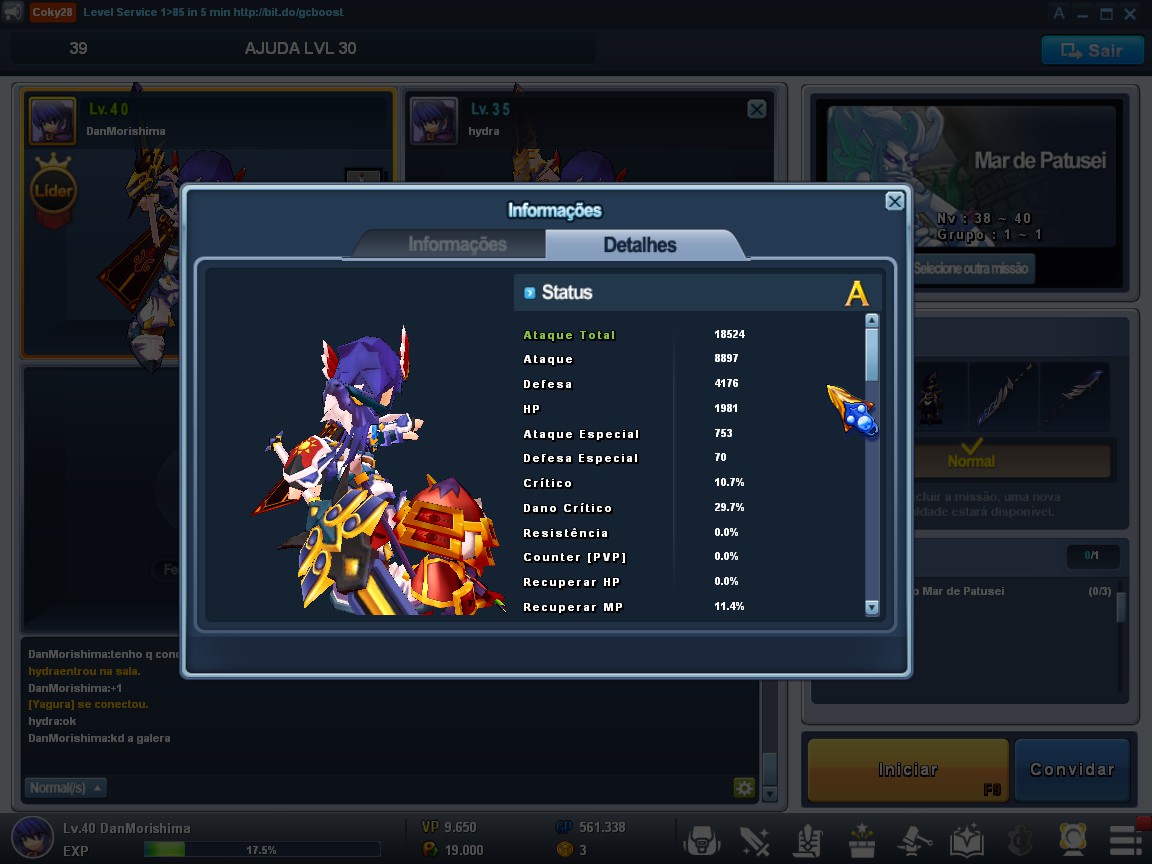 Coky28 Level Service 1>85 in 5 min http://bit.do/gcboost
A
39 AJUDA LVL 30
Sair
Lv.40
DanMorishima
Líder
Lv.35
hydra
Mar de Patusei
Nv : 38 ~ 40
Grupo : 1 ~ 1
Selecione outra missão
Informações
Informações Detalhes
Status A
Ataque Total 18524
Ataque 8897
Defesa 4176
HP 1981
Ataque Especial 753
Defesa Especial 70
Crítico 10.7%
Dano Crítico 29.7%
Resistência 0.0%
Counter [PVP] 0.0%
Recuperar HP 0.0%
Recuperar MP 11.4%
Normal
cluir a missão, uma nova
ldade estará disponível.
0/1
o Mar de Patusei (0/3)
Fe
DanMorishima:tenho q conc
hydraentrou na sala.
DanMorishima:+1
[Yagura] se conectou.
hydra:ok
DanMorishima:kd a galera
Normal(/s)
Iniciar
F9
Convidar
Lv.40 DanMorishima
EXP 17.5%
VP 9.650
GP 561.338
19.000
3